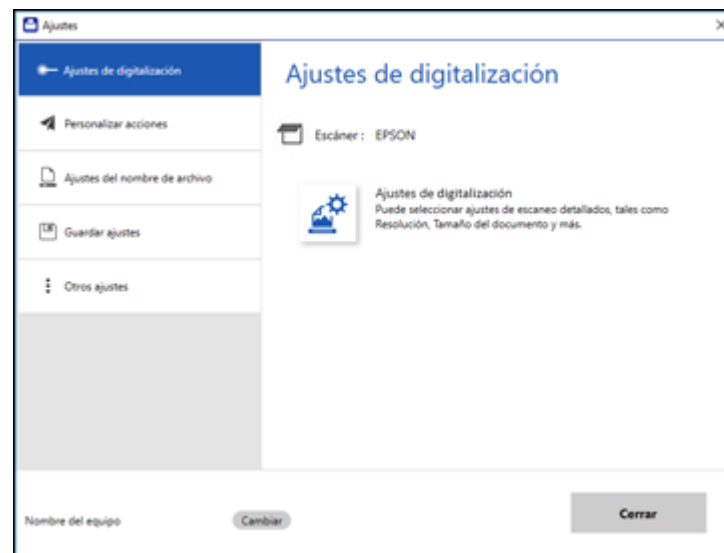 Ajustes
Ajustes de digitalización
Personalizar acciones
Ajustes del nombre de archivo
Guardar ajustes
Otros ajustes
Ajustes de digitalización
Escáner : EPSON
Ajustes de digitalización
Puede seleccionar ajustes de escaneo detallados, tales como
Resolución, Tamaño del documento y más.
Nombre del equipo
Cambiar
Cerrar